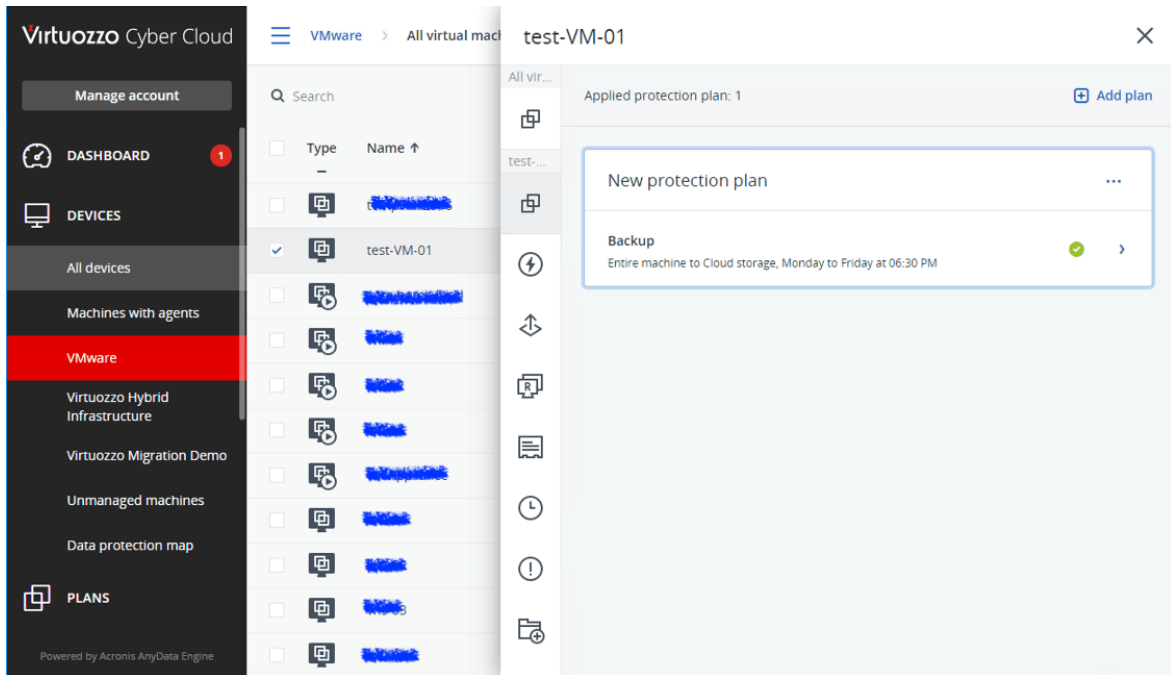 Virtuozzo Cyber Cloud
Manage account
DASHBOARD 1
DEVICES
All devices
Machines with agents
VMware
Virtuozzo Hybrid
Infrastructure
Virtuozzo Migration Demo
Unmanaged machines
Data protection map
PLANS
Powered by Acronis AnyData Engine
VMware > All virtual mach
Search
Type Name ↑
test-VM-01
test-VM-01
All vir...
test-...
Applied protection plan: 1
Add plan
New protection plan
...
Backup
Entire machine to Cloud storage, Monday to Friday at 06:30 PM